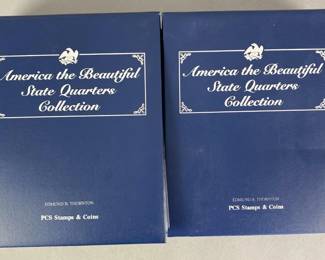 America the Beautiful
State Quarters
Collection
EDMUND B. THORNTON
PCS Stamps & Coins
America the Beautiful
State Quarters
Collection
EDMUND B. THORNTON
PCS Stamps & Coins